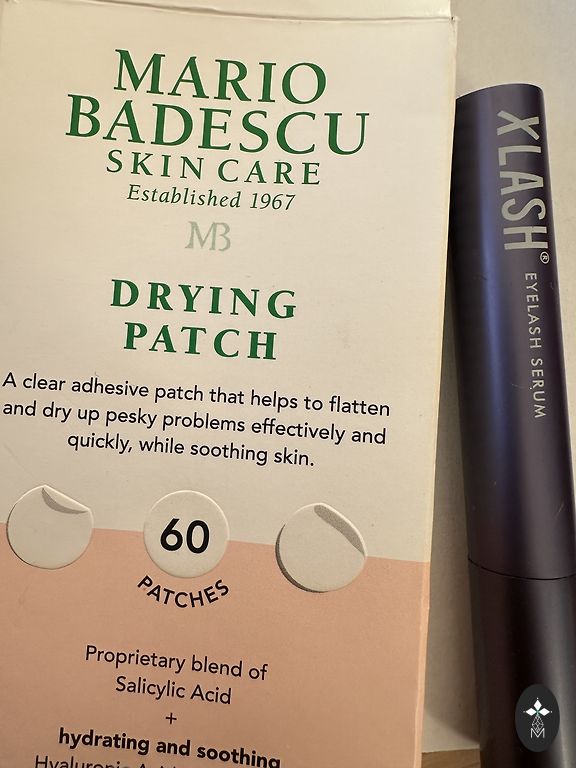 MARIO
BADESCU
SKIN CARE
Established 1967
MB
DRYING
PATCH
A clear adhesive patch that helps to flatten
and dry up pesky problems effectively and
quickly, while soothing skin.
60
PATCHES
Proprietary blend of
Salicylic Acid
+
hydrating and soothing
Hyaluronic Acid
XLASH®
EYELASH SERUM
M